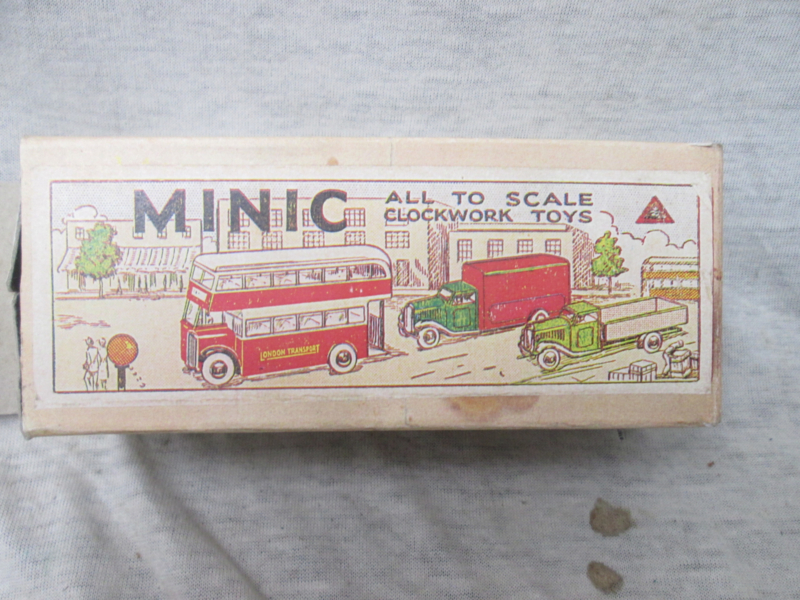 MINIC
ALL TO SCALE
CLOCKWORK TOYS
LONDON TRANSPORT